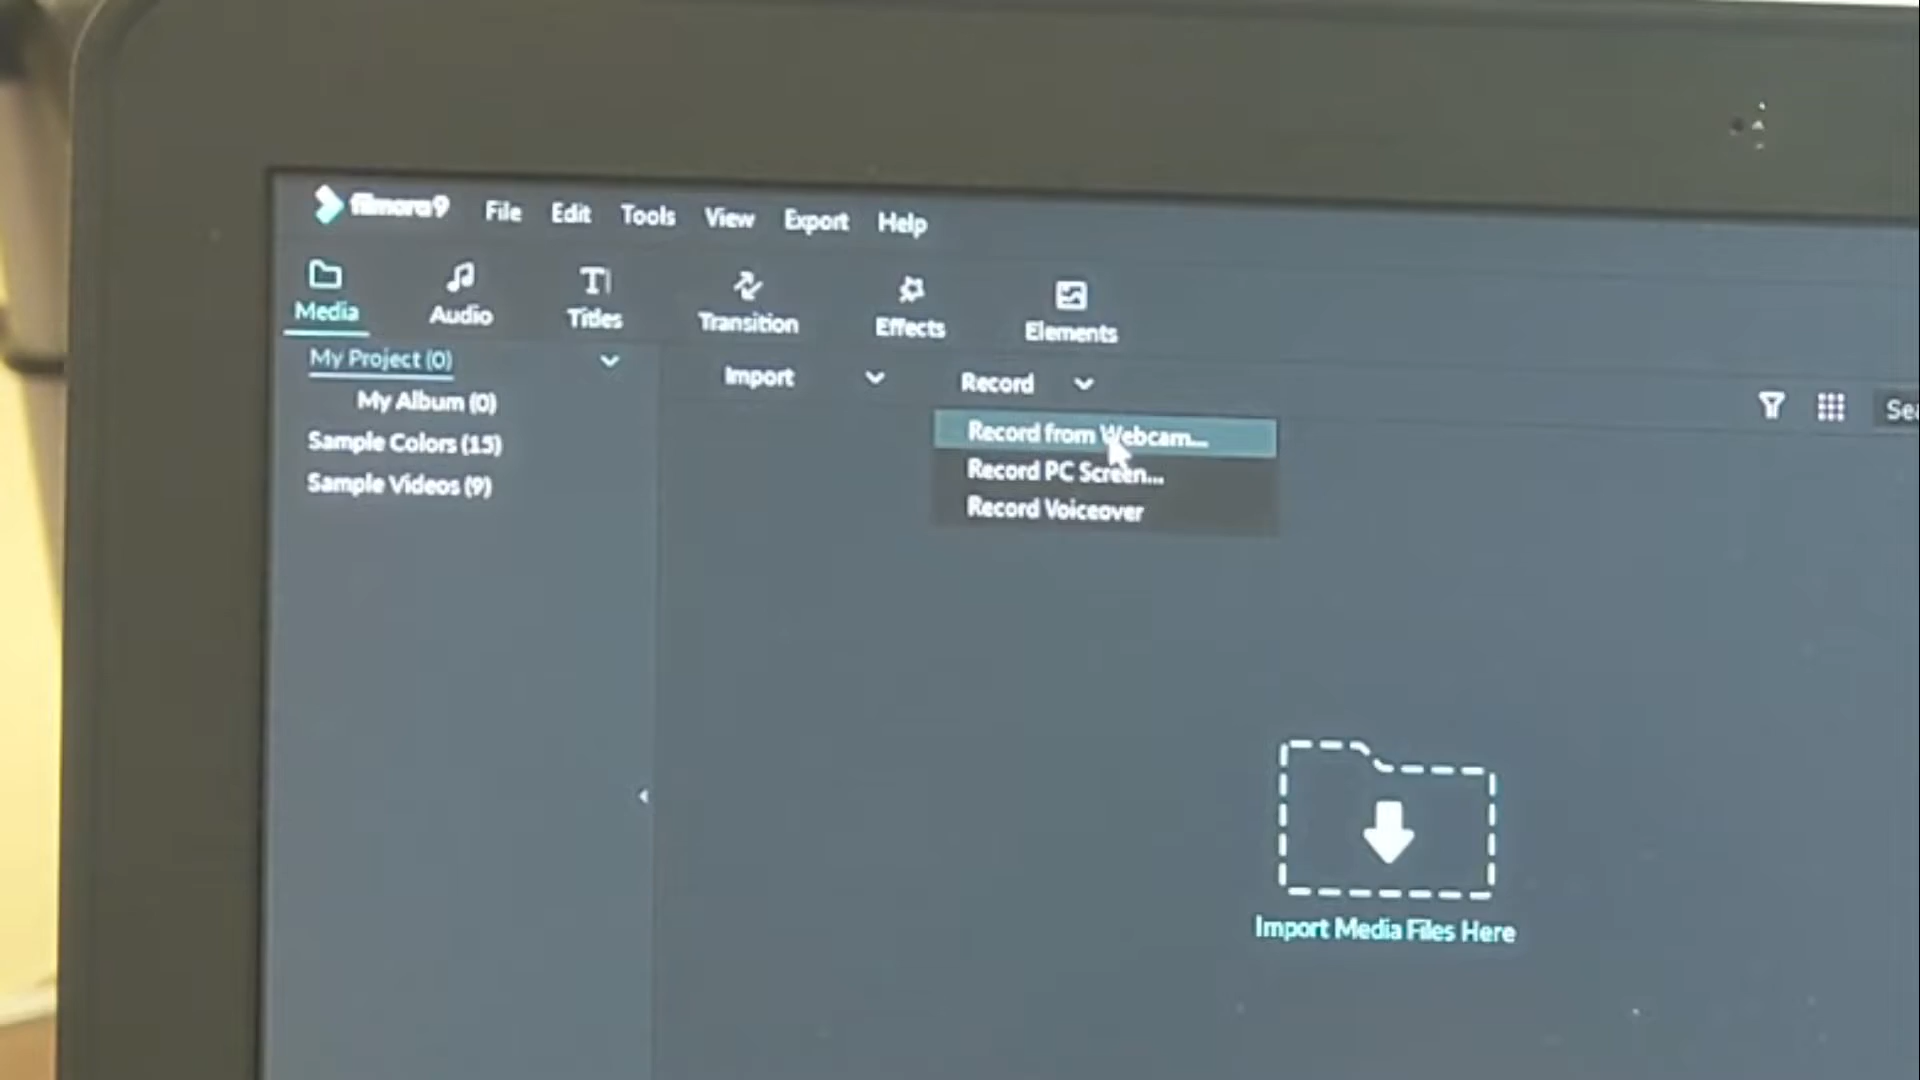 filmora9 File Edit Tools View Export Help
Media Audio Titles Transition Effects Elements
My Project (0) Import Record
My Album (0)
Sample Colors (15)
Sample Videos (9)
Record from Webcam...
Record PC Screen...
Record Voiceover
Import Media Files Here